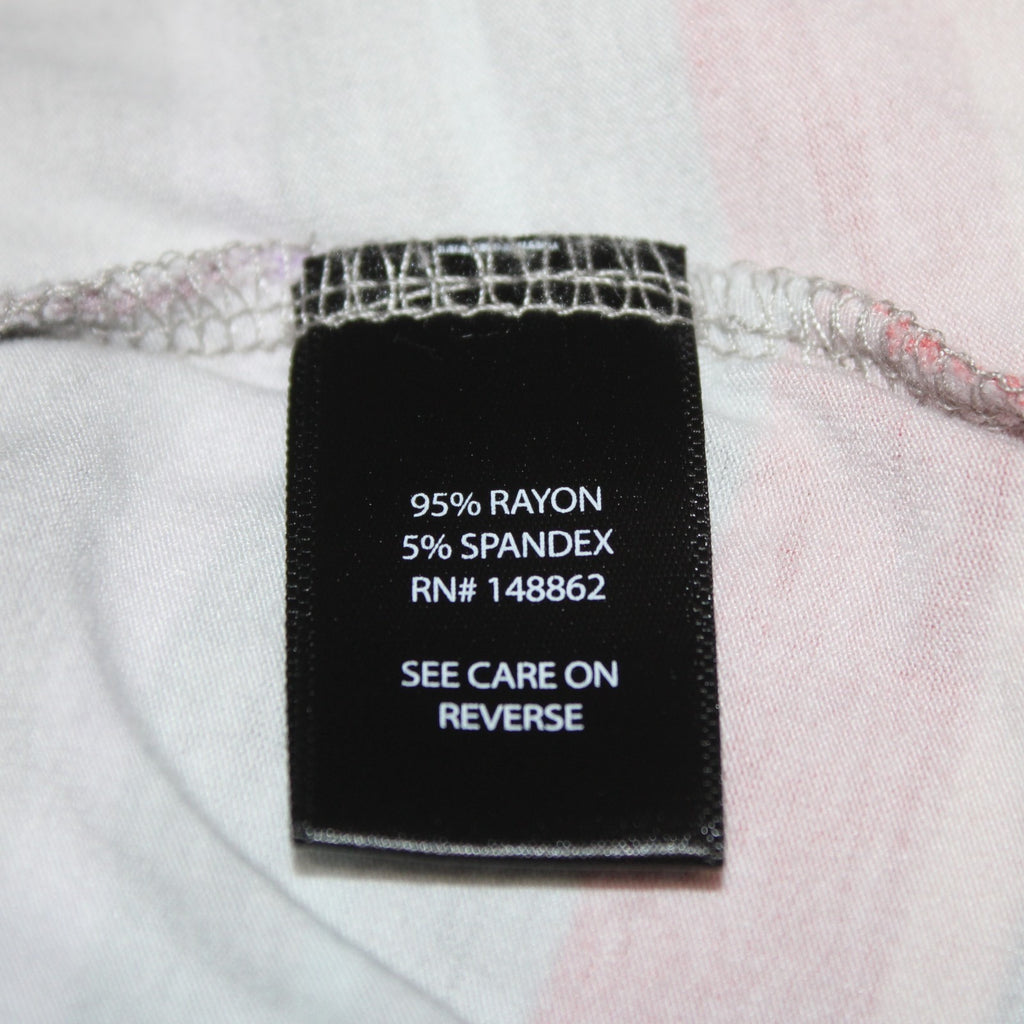 95% RAYON
5% SPANDEX
RN# 148862
SEE CARE ON
REVERSE